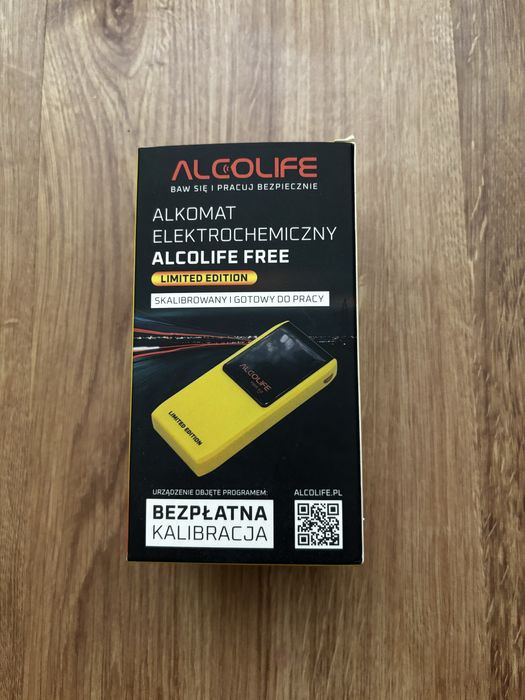 ALCOLIFE
BAW SIĘ I PRACUJ BEZPIECZNIE
ALKOMAT
ELEKTROCHEMICZNY
ALCOLIFE FREE
LIMITED EDITION
SKALIBROWANY I GOTOWY DO PRACY
ALCOLIFE
LIMITED EDITION
URZĄDZENIE OBJĘTE PROGRAMEM:
BEZPŁATNA
KALIBRACJA
ALCOLIFE.PL